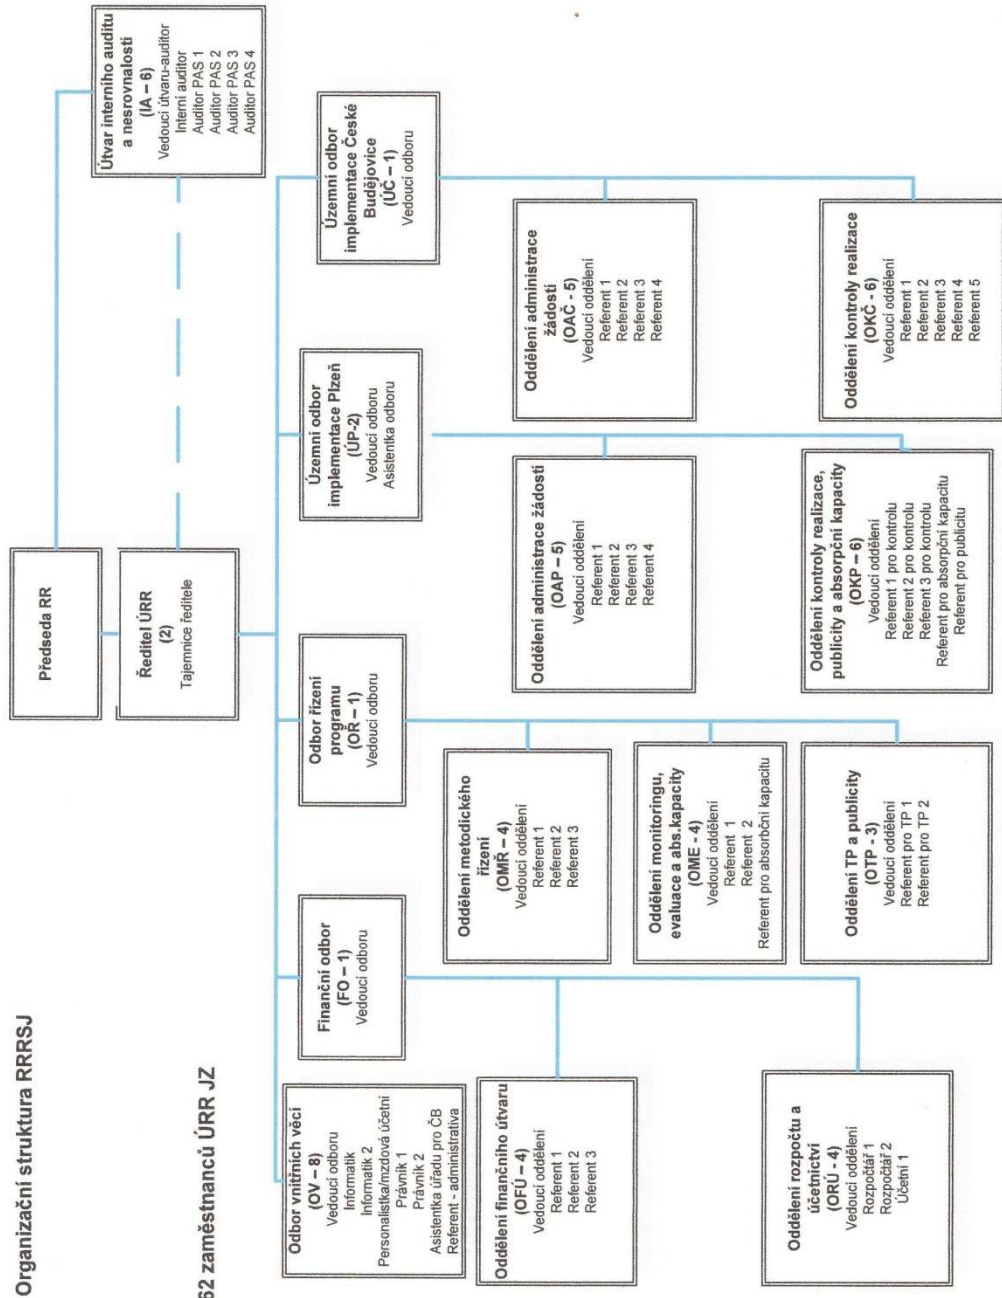 Organizační struktura RRRSJ
62 zaměstnanců ÚRR JZ
Předseda RR
Ředitel ÚRR
(2)
Tajemnice ředitele
Útvar interního auditu
a nesrovnalostí
(IA – 6)
Vedoucí útvaru-auditor
Interní auditor
Auditor PAS 1
Auditor PAS 2
Auditor PAS 3
Auditor PAS 4
Odbor vnitřních věcí
(OV – 8)
Vedoucí odboru
Informatik
Informatik 2
Personalistka/mzdová účetní
Právník 1
Právník 2
Asistentka úřadu pro ČB
Referent - administrativa
Finanční odbor
(FO – 1)
Vedoucí odboru
Odbor řízení
programu
(OŘ – 1)
Vedoucí odboru
Územní odbor
implementace Plzeň
(ÚP-2)
Vedoucí odboru
Asistentka odboru
Územní odbor
implementace České
Budějovice
(ÚČ – 1)
Vedoucí odboru
Oddělení finančního útvaru
(OFÚ – 4)
Vedoucí oddělení
Referent 1
Referent 2
Referent 3
Oddělení metodického
řízení
(OMŘ – 4)
Vedoucí oddělení
Referent 1
Referent 2
Referent 3
Oddělení administrace žádostí
(OAP – 5)
Vedoucí oddělení
Referent 1
Referent 2
Referent 3
Referent 4
Oddělení administrace
žádostí
(OAČ - 5)
Vedoucí oddělení
Referent 1
Referent 2
Referent 3
Referent 4
Oddělení monitoringu,
evaluace a abs.kapacity
(OME - 4)
Vedoucí oddělení
Referent 1
Referent 2
Referent pro absorbční kapacitu
Oddělení rozpočtu a
účetnictví
(ORÚ - 4)
Vedoucí oddělení
Rozpočtář 1
Rozpočtář 2
Účetní 1
Oddělení TP a publicity
(OTP - 3)
Vedoucí oddělení
Referent pro TP 1
Referent pro TP 2
Oddělení kontroly realizace,
publicity a absorpční kapacity
(OKP – 6)
Vedoucí oddělení
Referent 1 pro kontrolu
Referent 2 pro kontrolu
Referent 3 pro kontrolu
Referent pro absorpční kapacitu
Referent pro publicitu
Oddělení kontroly realizace
(OKČ - 6)
Vedoucí oddělení
Referent 1
Referent 2
Referent 3
Referent 4
Referent 5